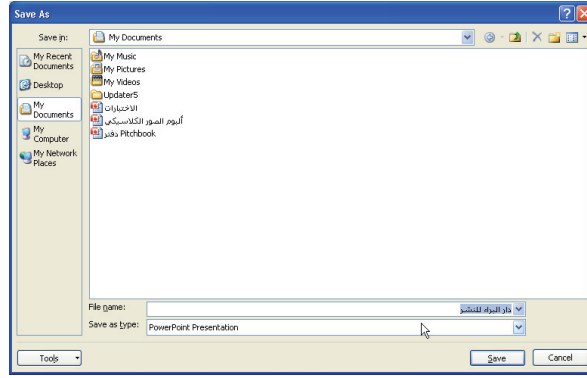 Save As
Save in:
My Documents
My Recent Documents
Desktop
My Documents
My Computer
My Network Places
My Music
My Pictures
My Videos
Updater5
الاختبارات
ألبوم الصور الكلاسيكي
دفتر Pitchbook
File name:
دار البراء للنشر
Save as type:
PowerPoint Presentation
Tools
Save
Cancel